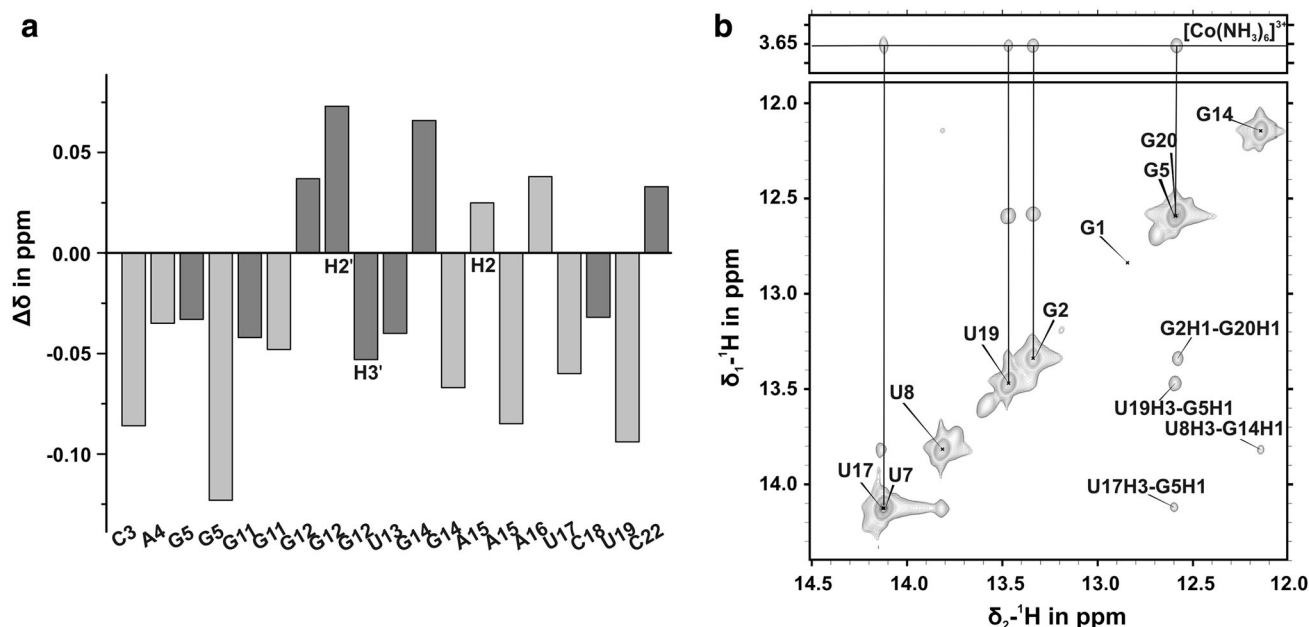 a
Δδ in ppm
0.05
0.00
-0.05
-0.10
H2'
H3'
H2
C3 A4 G5 G5 G11 G11 G12 G12 G12 U13 G14 G14 A15 A15 A16 U17 C18 U19 C22
b
[Co(NH3)6]3+
3.65
δ1-1H in ppm
12.0
12.5
13.0
13.5
14.0
G14
G20
G5
G1
G2
U19
G2H1-G20H1
U19H3-G5H1
U8
U8H3-G14H1
U17 U7
U17H3-G5H1
14.5 14.0 13.5 13.0 12.5 12.0
δ2-1H in ppm